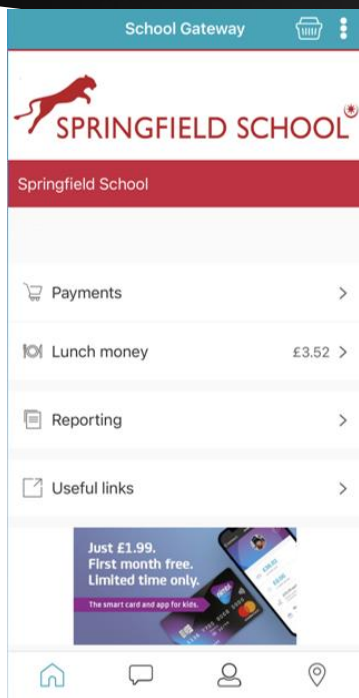 School Gateway
SPRINGFIELD SCHOOL
Springfield School
Payments
Lunch money £3.52
Reporting
Useful links
Just £1.99.
First month free.
Limited time only.
The smart card and app for kids.